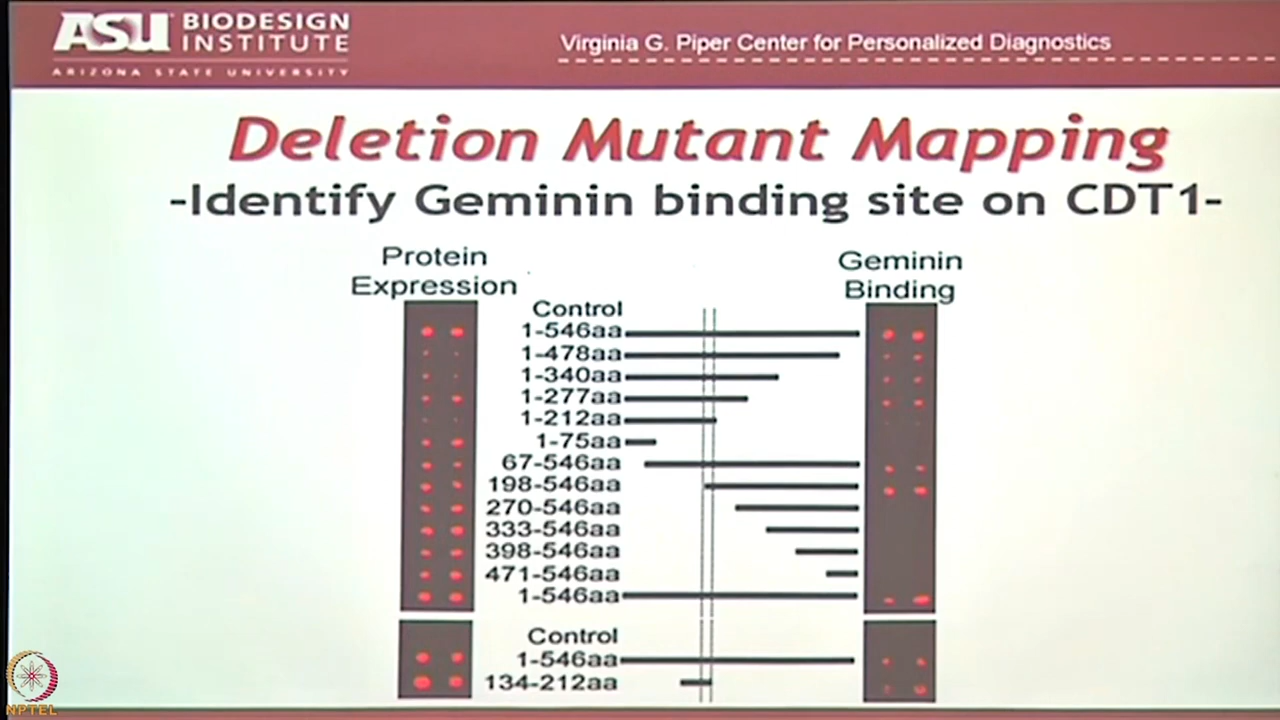 ASU BIODESIGN
INSTITUTE
ARIZONA STATE UNIVERSITY
Virginia G. Piper Center for Personalized Diagnostics
Deletion Mutant Mapping
-Identify Geminin binding site on CDT1-
Protein
Expression
Geminin
Binding
Control
1-546aa
1-478aa
1-340aa
1-277aa
1-212aa
1-75aa
67-546aa
198-546aa
270-546aa
333-546aa
398-546aa
471-546aa
1-546aa
Control
1-546aa
134-212aa
NPTEL